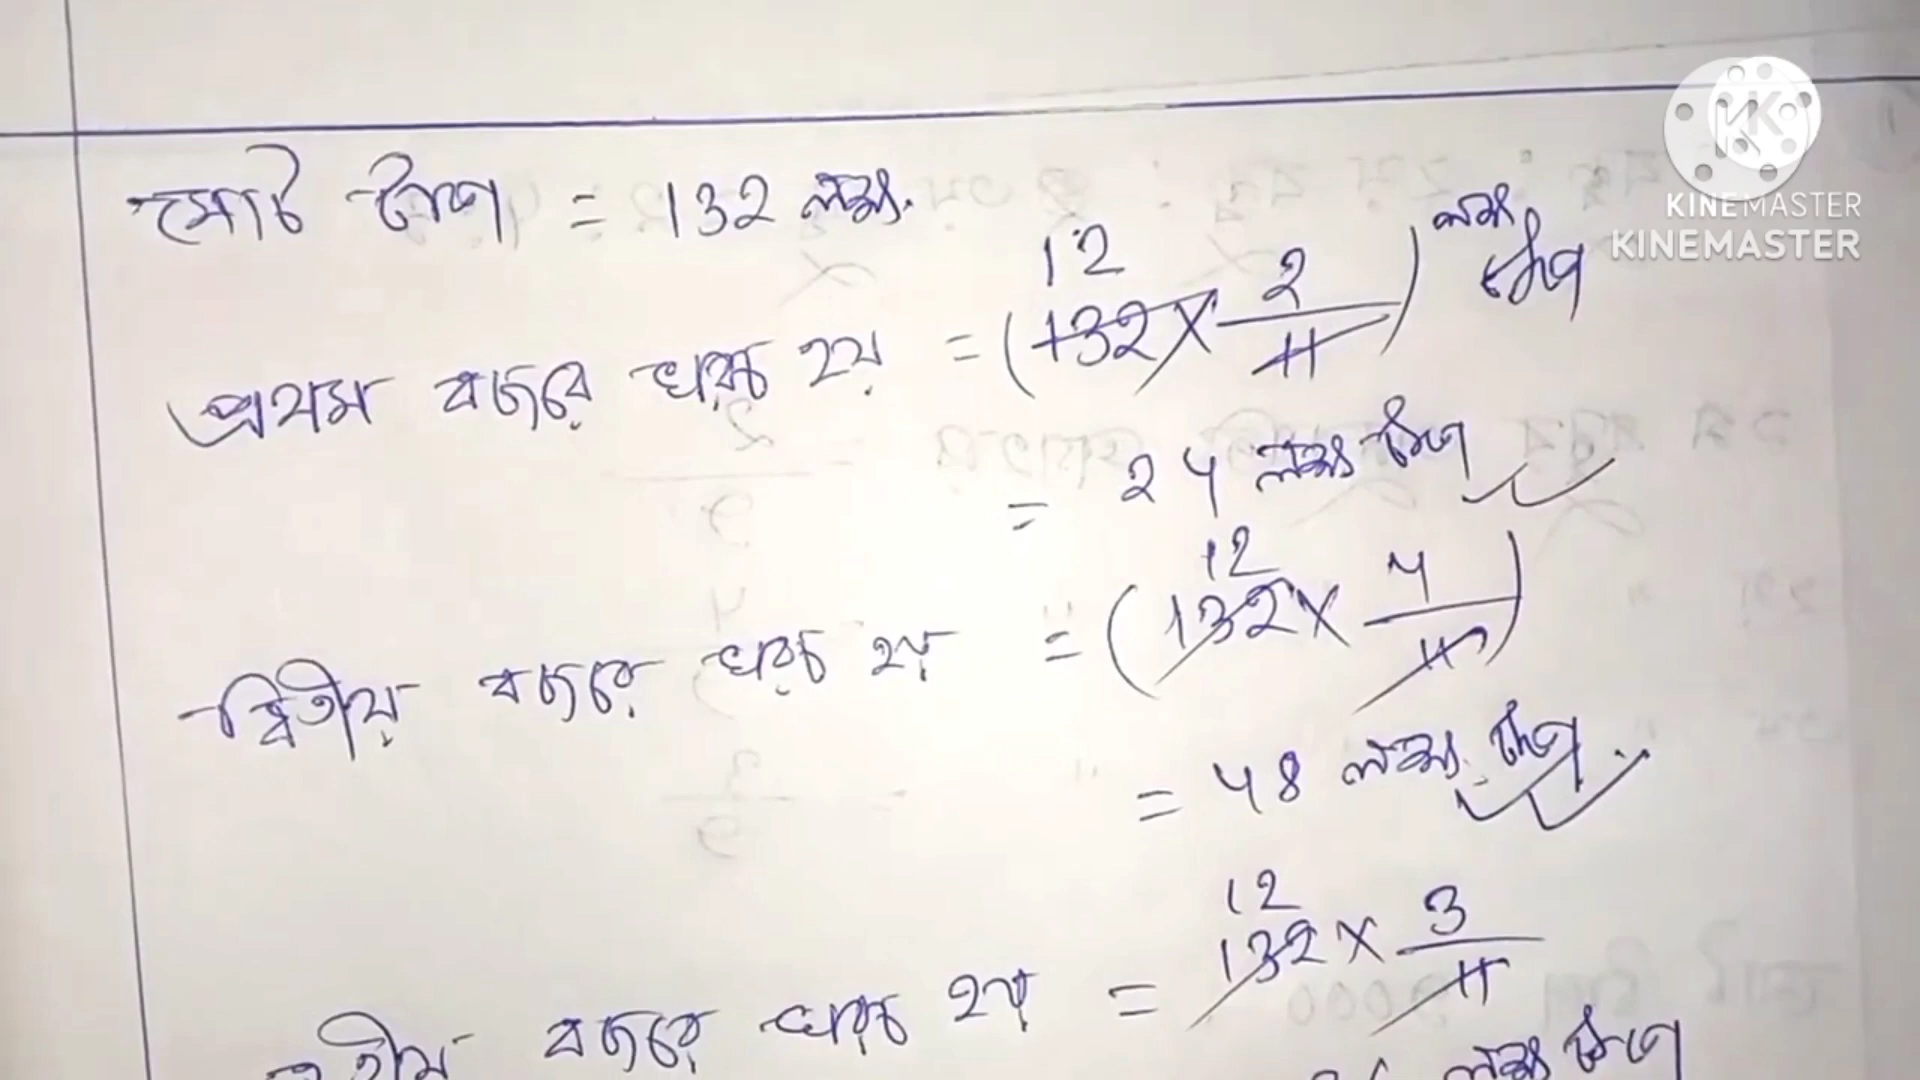 KINEMASTER
KINEMASTER
মোট টাকা = 132 লক্ষ
12
প্রথম বছরে খরচ হয় = (132 × 2/11) লক্ষ টাকা
= 24 লক্ষ টাকা
12
দ্বিতীয় বছরে খরচ হয় = (132 × 4/11)
= 48 লক্ষ টাকা
12
তৃতীয় বছরে খরচ হয় = 132 × 3/11
লক্ষ টাকা